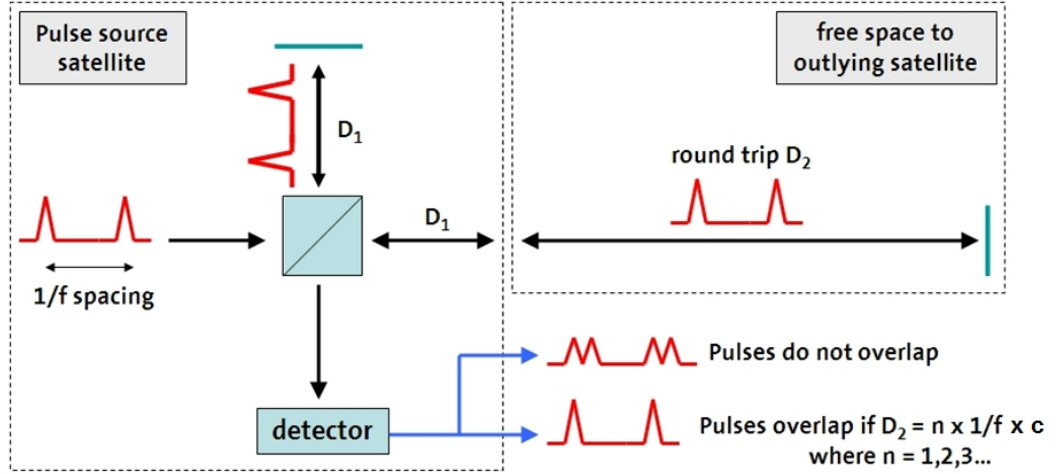 Pulse source
satellite
free space to
outlying satellite
D₁
round trip D₂
D₁
1/f spacing
Pulses do not overlap
detector
Pulses overlap if D₂ = n x 1/f x c
where n = 1,2,3...